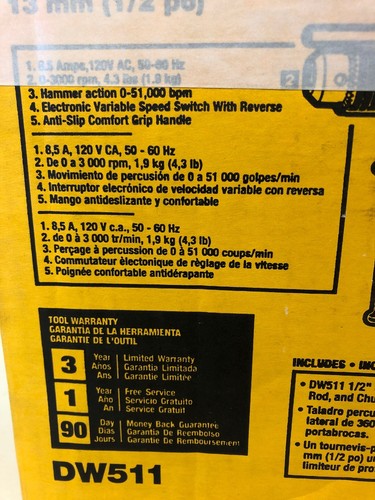 13 mm (1/2 po)
1. 8.5 Amps, 120V AC, 50-60 Hz
2. 0-3000 rpm, 4.3 lbs (1.9 kg)
3. Hammer action 0-51,000 bpm
4. Electronic Variable Speed Switch With Reverse
5. Anti-Slip Comfort Grip Handle
1. 8,5 A, 120 V CA, 50 - 60 Hz
2. De 0 a 3 000 rpm, 1,9 kg (4,3 lb)
3. Movimiento de percusión de 0 a 51 000 golpes/min
4. Interruptor elecrónico de velocidad variable con reversa
5. Mango antideslizante y confortable
1. 8,5 A, 120 V c.a., 50 - 60 Hz
2. de 0 à 3 000 tr/min, 1,9 kg (4,3 lb)
3. Perçage à percussion de 0 à 51 000 coups/min
4. Commutateur électonique de règlage de la vitesse
5. Poignée confortable antidérapante
2
TOOL WARRANTY
GARANTÍA DE LA HERRAMIENTA
GARANTIE DE L'OUTIL
3 Year Limited Warranty
Años Garantía Limitada
Ans Garantie Limitée
1 Year Free Service
Año Servicio Gratuito
An Service Gratuit
90 Day Money Back Guarantee
Días Garantía De Reembolso
Jours Garantie De Remboursement
DW511
INCLUDES •
• DW511 1/2"
Rod, and Chu
• Taladro percu
lateral de 360
portabrocas.
• Un tournevis-p
mm (1/2 po) u
limiteur de pro